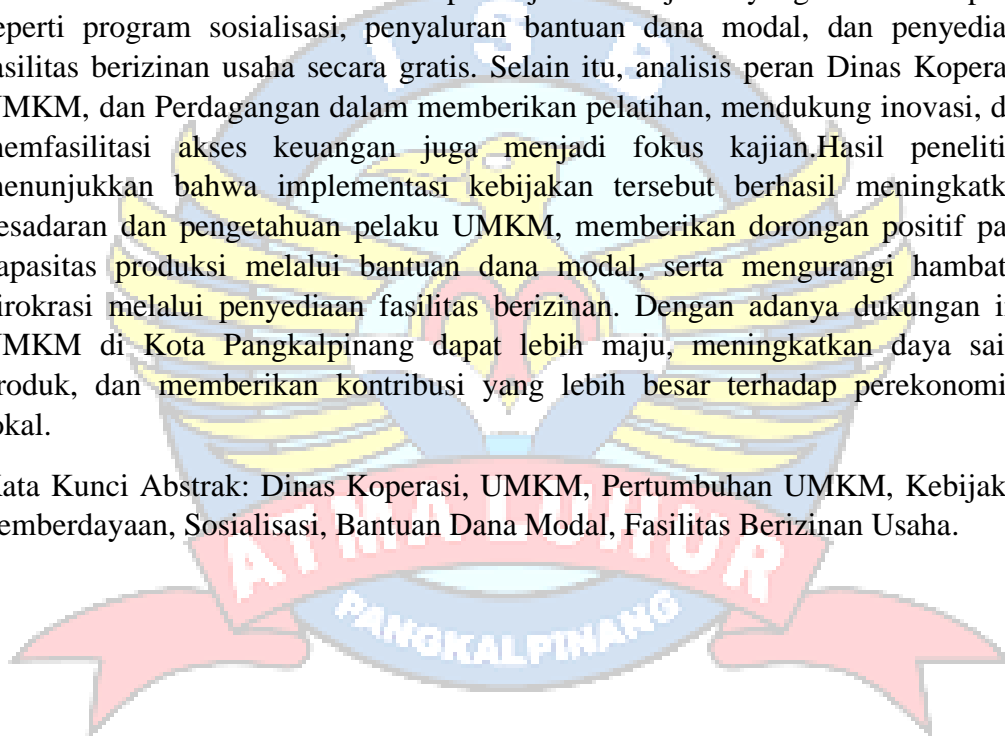 eperti program sosialisasi, penyaluran bantuan dana modal, dan penyedia
asilitas berizinan usaha secara gratis. Selain itu, analisis peran Dinas Kopera
UMKM, dan Perdagangan dalam memberikan pelatihan, mendukung inovasi, d
nemfasilitasi akses keuangan juga menjadi fokus kajian.Hasil peneliti
nenunjukkan bahwa implementasi kebijakan tersebut berhasil meningkatk
esadaran dan pengetahuan pelaku UMKM, memberikan dorongan positif pa
apasitas produksi melalui bantuan dana modal, serta mengurangi hambat
irokrasi melalui penyediaan fasilitas berizinan. Dengan adanya dukungan i
UMKM di Kota Pangkalpinang dapat lebih maju, meningkatkan daya sai
roduk, dan memberikan kontribusi yang lebih besar terhadap perekonomi
okal.
Kata Kunci Abstrak: Dinas Koperasi, UMKM, Pertumbuhan UMKM, Kebijak
emberdayaan, Sosialisasi, Bantuan Dana Modal, Fasilitas Berizinan Usaha.
I S B
ATMA LUHUR
PANGKALPINANG